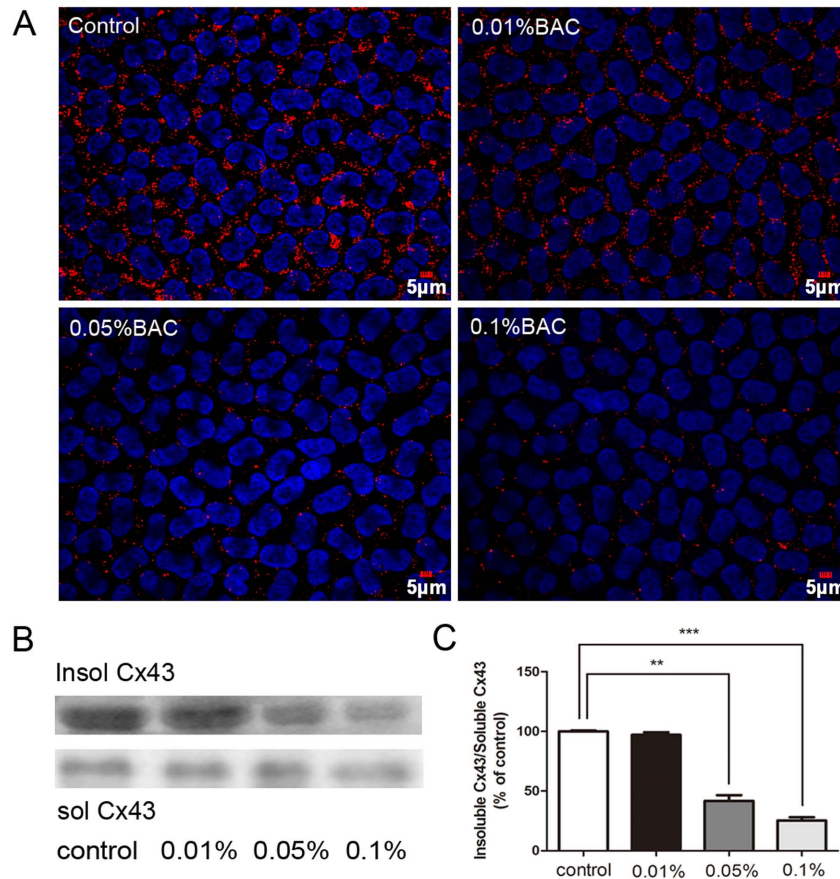 A
Control
0.01%BAC
5μm
5μm
0.05%BAC
0.1%BAC
5μm
5μm
B
Insol Cx43
sol Cx43
control 0.01% 0.05% 0.1%
C
***
**
Insoluble Cx43/Soluble Cx43
(% of control)
150
100
50
0
control 0.01% 0.05% 0.1%